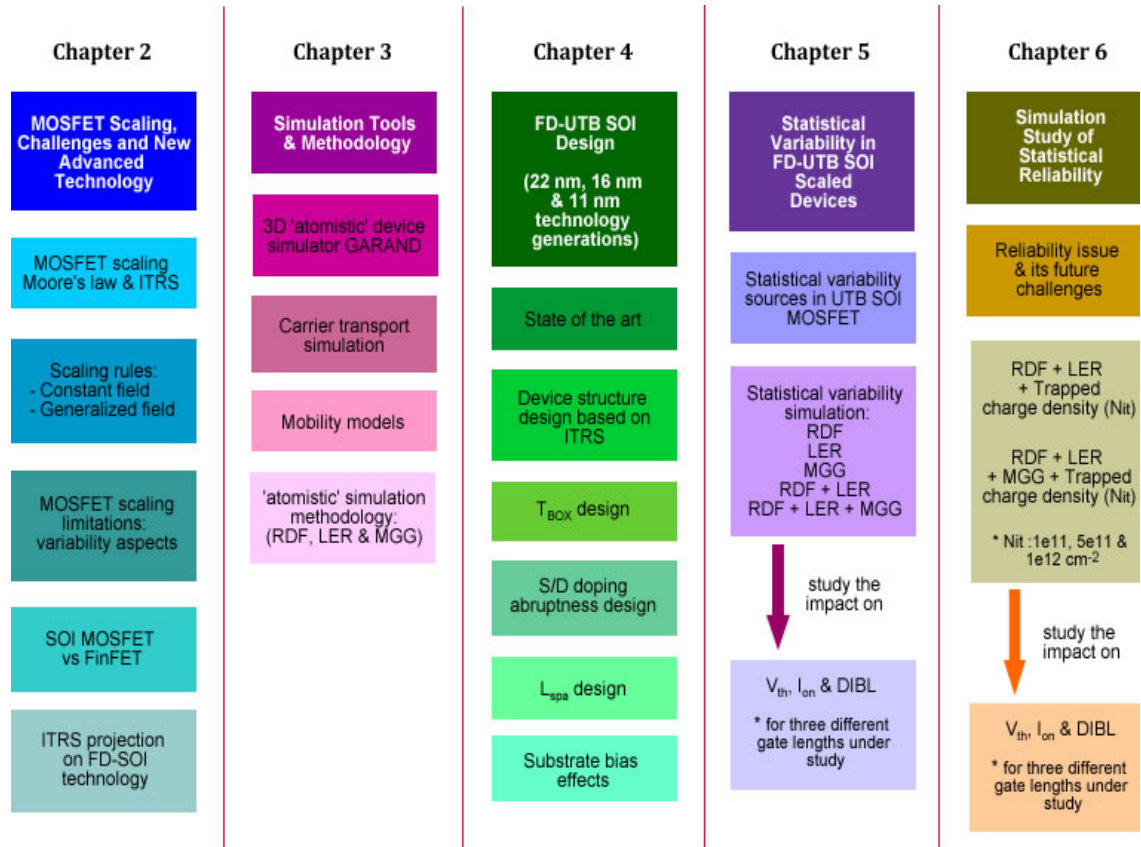 Chapter 2
MOSFET Scaling,
Challenges and New
Advanced
Technology
MOSFET scaling
Moore's law & ITRS
Scaling rules:
- Constant field
- Generalized field
MOSFET scaling
limitations:
variability aspects
SOI MOSFET
vs FinFET
ITRS projection
on FD-SOI
technology
Chapter 3
Simulation Tools
& Methodology
3D 'atomistic' device
simulator GARAND
Carrier transport
simulation
Mobility models
'atomistic' simulation
methodology:
(RDF, LER & MGG)
Chapter 4
FD-UTB SOI
Design
(22 nm, 16 nm
& 11 nm
technology
generations)
State of the art
Device structure
design based on
ITRS
T_BOX design
S/D doping
abruptness design
L_spa design
Substrate bias
effects
Chapter 5
Statistical
Variability in
FD-UTB SOI
Scaled
Devices
Statistical variability
sources in UTB SOI
MOSFET
Statistical variability
simulation:
RDF
LER
MGG
RDF + LER
RDF + LER + MGG
study the
impact on
V_th, I_on & DIBL
* for three different
gate lengths under
study
Chapter 6
Simulation
Study of
Statistical
Reliability
Reliability issue
& its future
challenges
RDF + LER
+ Trapped
charge density (Nit)
RDF + LER
+ MGG + Trapped
charge density (Nit)
* Nit :1e11, 5e11 &
1e12 cm⁻²
study the
impact on
V_th, I_on & DIBL
* for three different
gate lengths under
study